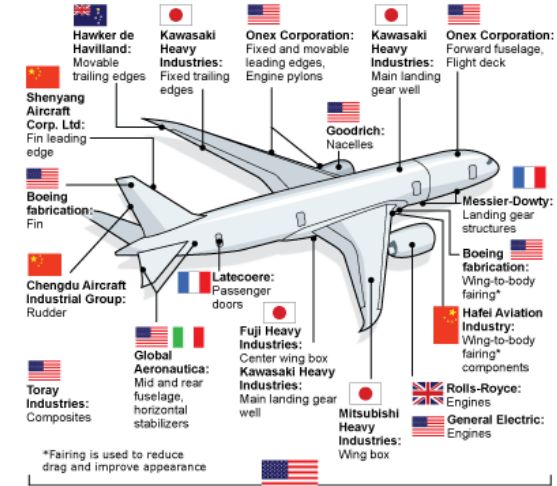 Hawker de
Havilland:
Movable
trailing edges
Kawasaki
Heavy
Industries:
Fixed trailing
edges
Onex Corporation:
Fixed and movable
leading edges,
Engine pylons
Kawasaki
Heavy
Industries:
Main landing
gear well
Onex Corporation:
Forward fuselage,
Flight deck
Shenyang
Aircraft
Corp. Ltd:
Fin leading
edge
Goodrich:
Nacelles
Boeing
fabrication:
Fin
Messier-Dowty:
Landing gear
structures
Boeing
fabrication:
Wing-to-body
fairing*
Chengdu Aircraft
Industrial Group:
Rudder
Latecoere:
Passenger
doors
Hafei Aviation
Industry:
Wing-to-body
fairing*
components
Global
Aeronautica:
Mid and rear
fuselage,
horizontal
stabilizers
Fuji Heavy
Industries:
Center wing box
Kawasaki Heavy
Industries:
Main landing gear
well
Toray
Industries:
Composites
Mitsubishi
Heavy
Industries:
Wing box
Rolls-Royce:
Engines
General Electric:
Engines
*Fairing is used to reduce
drag and improve appearance